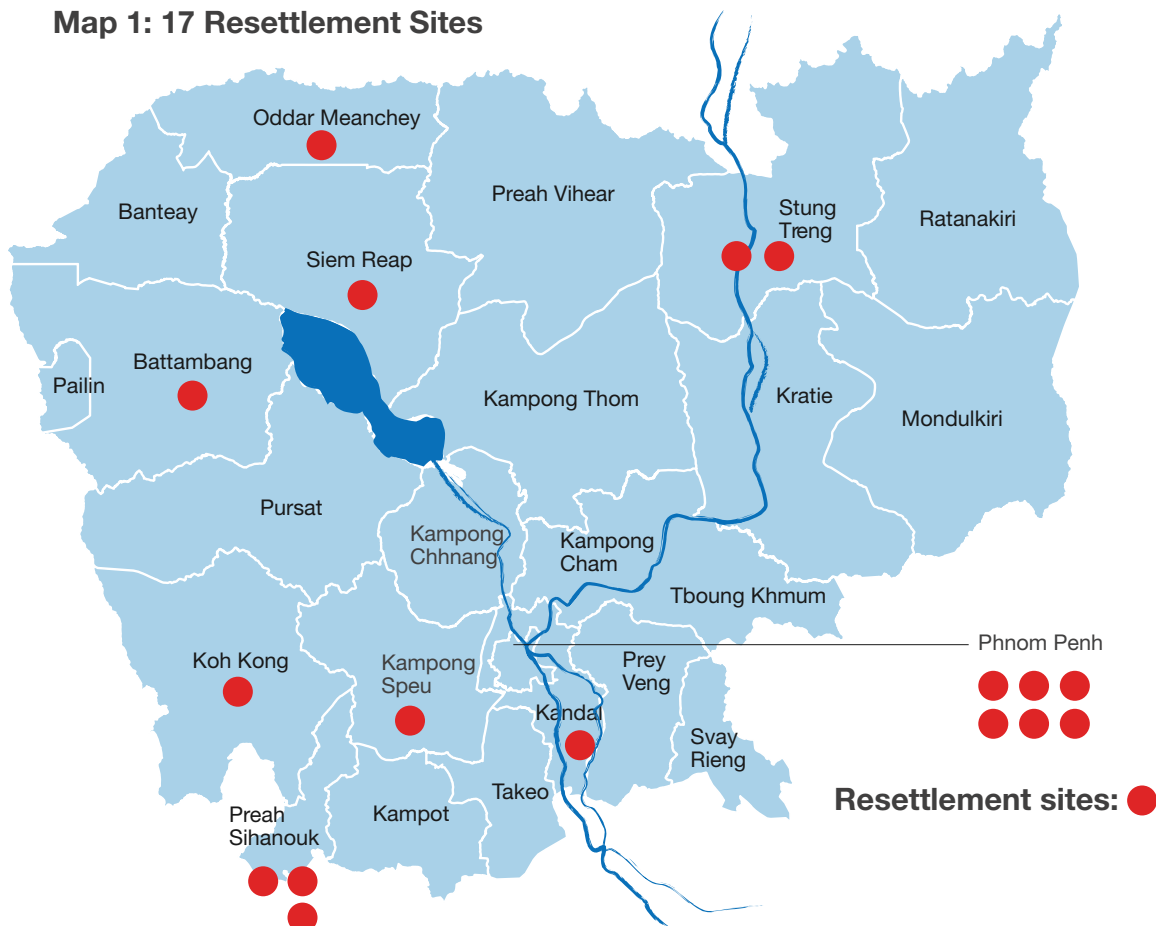 Map 1: 17 Resettlement Sites
Oddar Meanchey
Banteay
Preah Vihear
Stung
Treng
Ratanakiri
Siem Reap
Battambang
Pailin
Kampong Thom
Kratie
Mondulkiri
Pursat
Kampong
Chhnang
Kampong
Cham
Tboung Khmum
Phnom Penh
Koh Kong
Kampong
Speu
Prey
Veng
Kandal
Svay
Rieng
Takeo
Kampot
Preah
Sihanouk
Resettlement sites: